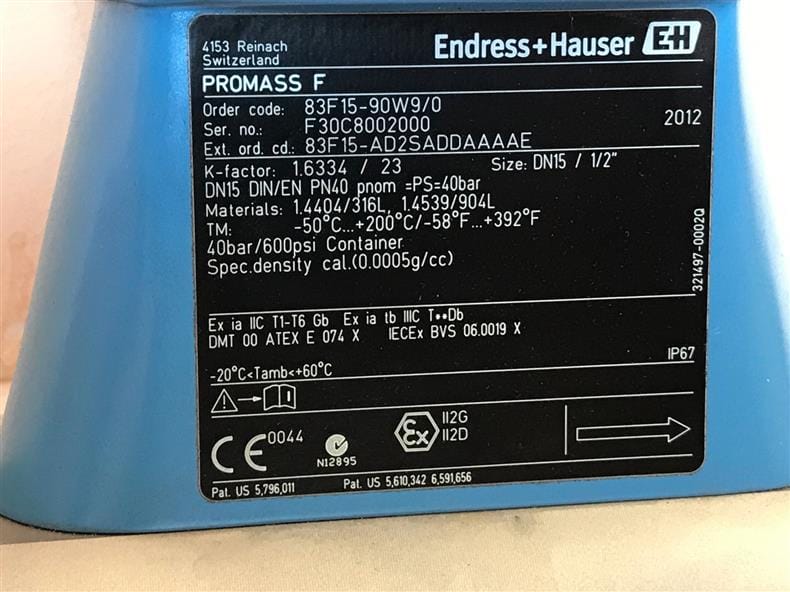 4153 Reinach
Switzerland
Endress+Hauser EH
PROMASS F
Order code: 83F15-90W9/0
Ser. no.: F30C8002000
2012
Ext. ord. cd.: 83F15-AD2SADDAAAAE
K-factor: 1.6334 / 23 Size: DN15 / 1/2"
DN15 DIN/EN PN40 pnom =PS=40bar
Materials: 1.4404/316L, 1.4539/904L
TM: -50°C...+200°C/-58°F...+392°F
40bar/600psi Container
Spec.density cal.(0.0005g/cc)
321497-0002Q
Ex ia IIC T1-T6 Gb Ex ia tb IIIC T**Db
DMT 00 ATEX E 074 X IECEx BVS 06.0019 X
-20°C<Tamb<+60°C
IP67
CE 0044
N12895
Ex II2G
II2D
Pat. US 5,796,011 Pat. US 5,610,342 6,591,656